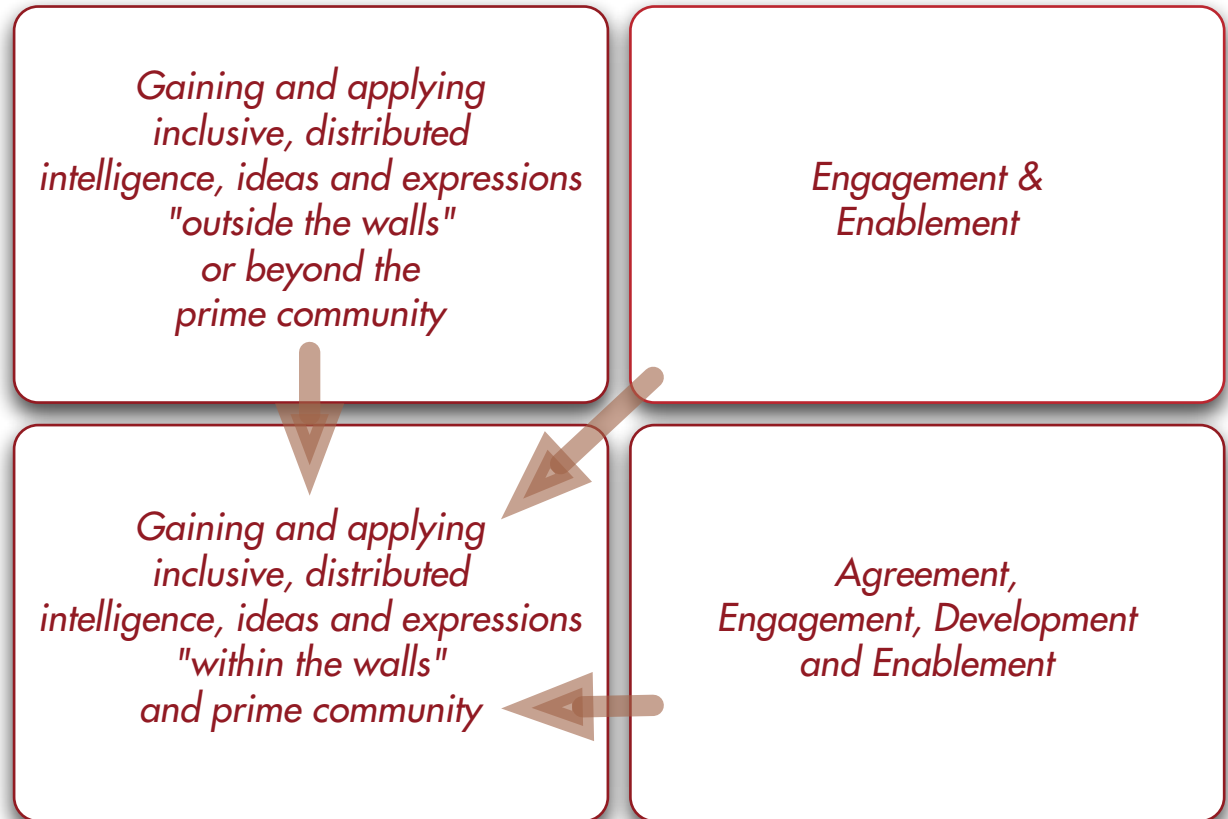 Gaining and applying
inclusive, distributed
intelligence, ideas and expressions
"outside the walls"
or beyond the
prime community
Engagement &
Enablement
Gaining and applying
inclusive, distributed
intelligence, ideas and expressions
"within the walls"
and prime community
Agreement,
Engagement, Development
and Enablement